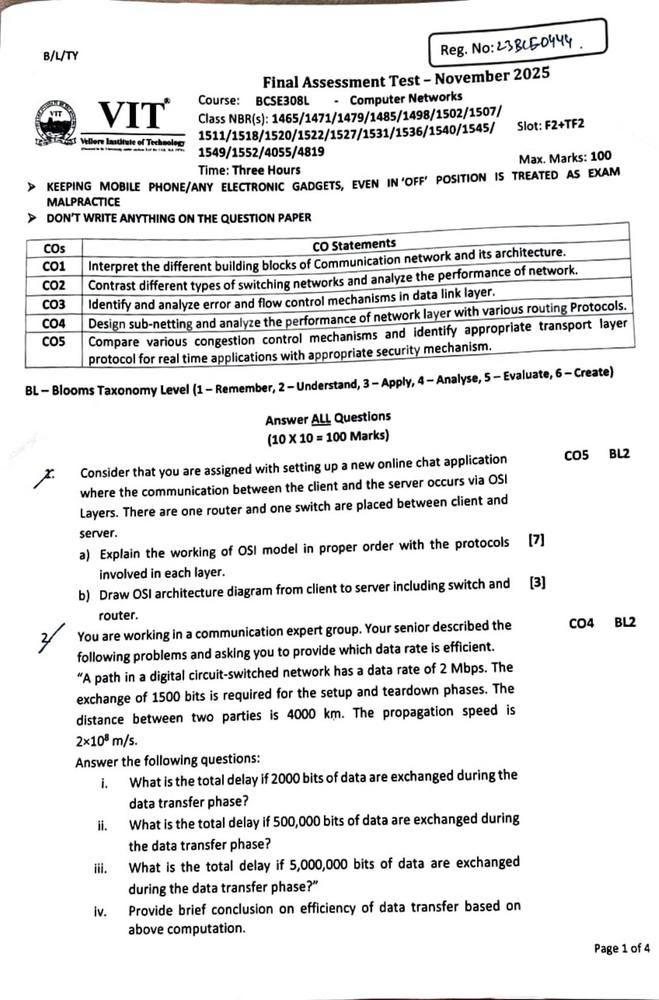 B/L/TY
Reg. No: 23BCE0444.
Final Assessment Test – November 2025
VIT
VIT®
Vellore Institute of Technology
Course: BCSE308L - Computer Networks
Class NBR(s): 1465/1471/1479/1485/1498/1502/1507/
1511/1518/1520/1522/1527/1531/1536/1540/1545/
1549/1552/4055/4819
Slot: F2+TF2
Time: Three Hours
Max. Marks: 100
➤ KEEPING MOBILE PHONE/ANY ELECTRONIC GADGETS, EVEN IN 'OFF' POSITION IS TREATED AS EXAM
MALPRACTICE
➤ DON'T WRITE ANYTHING ON THE QUESTION PAPER
COs CO Statements
CO1 Interpret the different building blocks of Communication network and its architecture.
CO2 Contrast different types of switching networks and analyze the performance of network.
CO3 Identify and analyze error and flow control mechanisms in data link layer.
CO4 Design sub-netting and analyze the performance of network layer with various routing Protocols.
CO5 Compare various congestion control mechanisms and identify appropriate transport layer
protocol for real time applications with appropriate security mechanism.
BL – Blooms Taxonomy Level (1 – Remember, 2 – Understand, 3 – Apply, 4 – Analyse, 5 – Evaluate, 6 – Create)
Answer ALL Questions
(10 X 10 = 100 Marks)
1. Consider that you are assigned with setting up a new online chat application CO5 BL2
where the communication between the client and the server occurs via OSI
Layers. There are one router and one switch are placed between client and
server.
a) Explain the working of OSI model in proper order with the protocols [7]
involved in each layer.
b) Draw OSI architecture diagram from client to server including switch and [3]
router.
2. You are working in a communication expert group. Your senior described the CO4 BL2
following problems and asking you to provide which data rate is efficient.
"A path in a digital circuit-switched network has a data rate of 2 Mbps. The
exchange of 1500 bits is required for the setup and teardown phases. The
distance between two parties is 4000 km. The propagation speed is
2×10⁸ m/s.
Answer the following questions:
i. What is the total delay if 2000 bits of data are exchanged during the
data transfer phase?
ii. What is the total delay if 500,000 bits of data are exchanged during
the data transfer phase?
iii. What is the total delay if 5,000,000 bits of data are exchanged
during the data transfer phase?"
iv. Provide brief conclusion on efficiency of data transfer based on
above computation.
Page 1 of 4